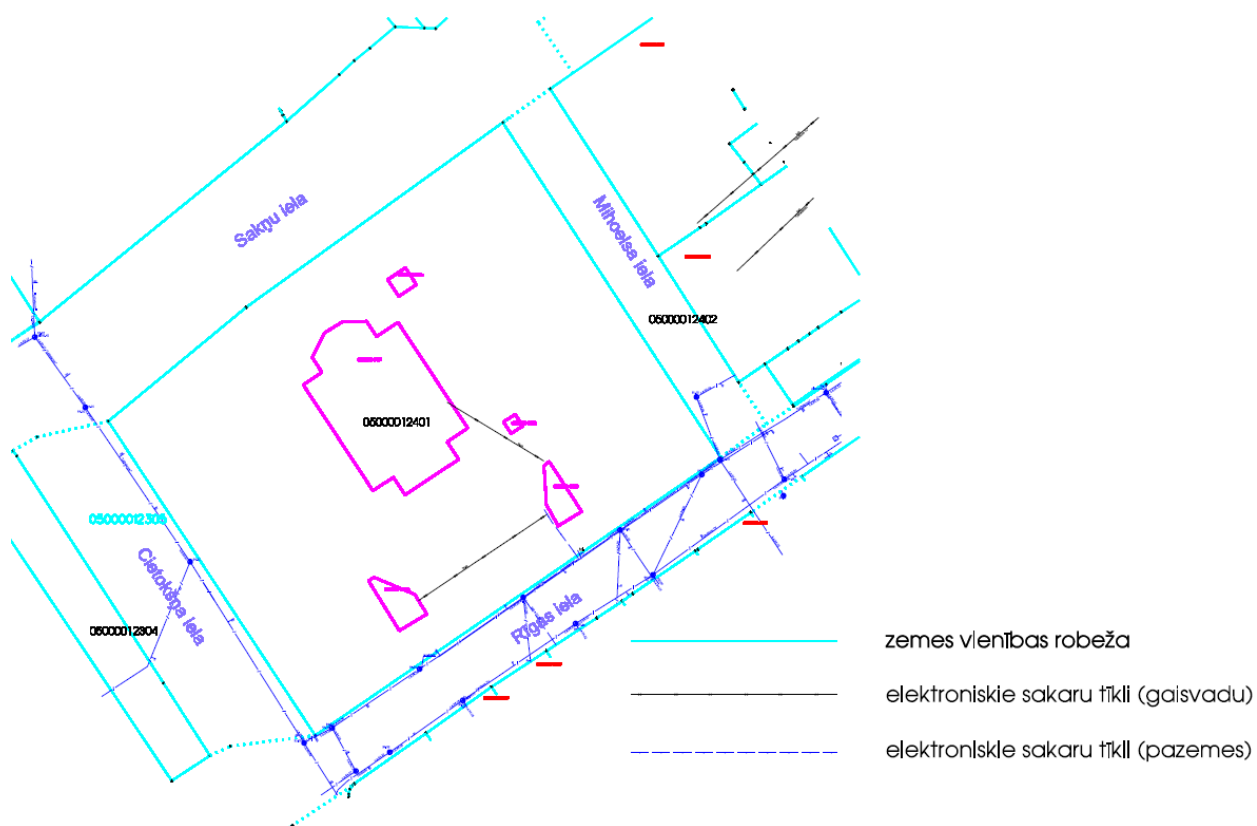 Sakņu iela
Mihoelsa iela
05000012402
05000012401
05000012305
Cietokšņa iela
05000012304
Rīgas iela
zemes vienības robeža
elektroniskie sakaru tīkli (gaisvadu)
elektroniskie sakaru tīkli (pazemes)